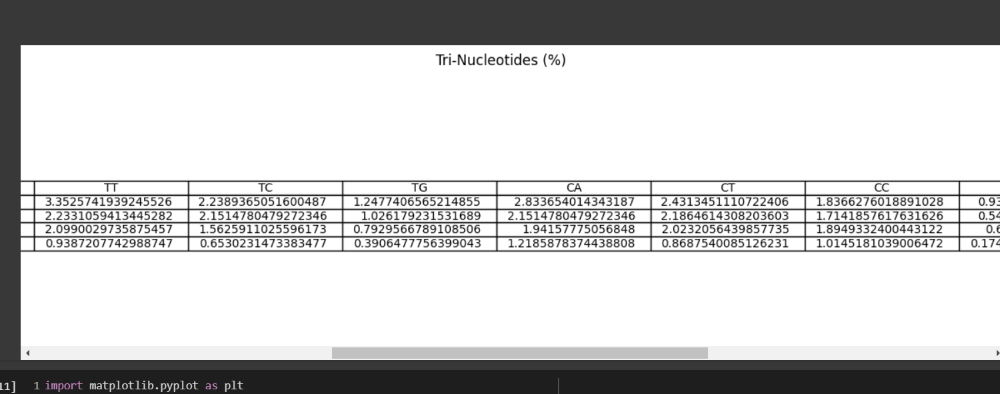 Tri-Nucleotides (%)
TT TC TG CA CT CC
3.3525741939245526 2.2389365051600487 1.2477406565214855 2.833654014343187 2.4313451110722406 1.8366276018891028 0.93
2.2331059413445282 2.1514780479272346 1.026179231531689 2.1514780479272346 2.1864614308203603 1.7141857617631626 0.54
2.0990029735875457 1.5625911025596173 0.7929566789108506 1.94157775056848 2.0232056439857735 1.8949332400443122 0.6
0.9387207742988747 0.6530231473383477 0.3906477756399043 1.2185878374438808 0.8687540085126231 1.0145181039006472 0.174
11] 1 import matplotlib.pyplot as plt